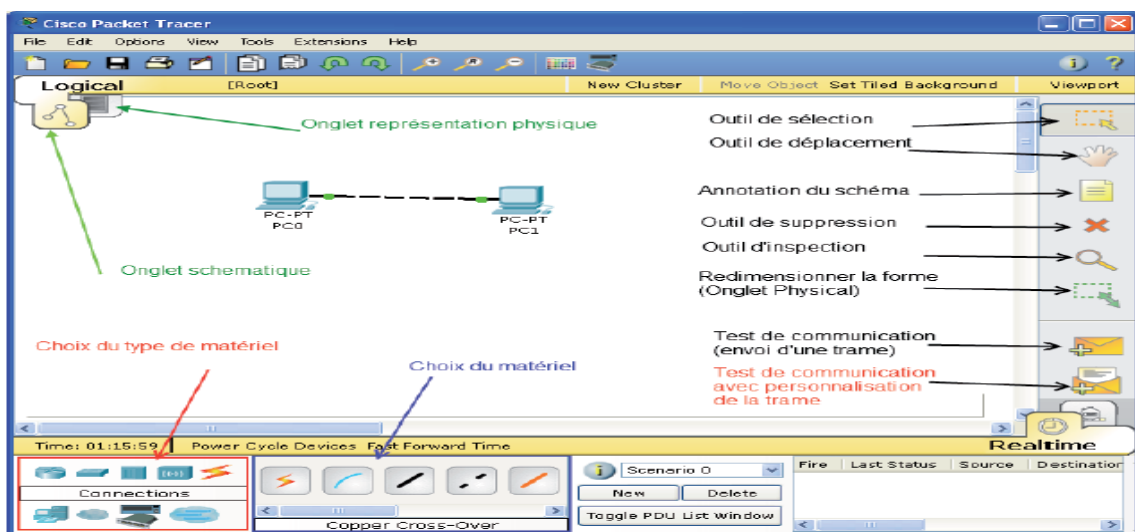 Cisco Packet Tracer
File Edit Options View Tools Extensions Help
Logical [Root] New Cluster Move Object Set Tiled Background Viewport
Onglet représentation physique
Outil de sélection
Outil de déplacement
PC-PT
PC0
PC-PT
PC1
Annotation du schéma
Outil de suppression
Outil d'inspection
Onglet schematique
Redimensionner la forme
(Onglet Physical)
Choix du type de matériel
Choix du matériel
Test de communication
(envoi d'une trame)
Test de communication
avec personnalisation
de la trame
Time: 01:15:59 Power Cycle Devices Fast Forward Time Realtime
Connections
Copper Cross-Over
Scenario 0
New Delete
Toggle PDU List Window
Fire Last Status Source Destination